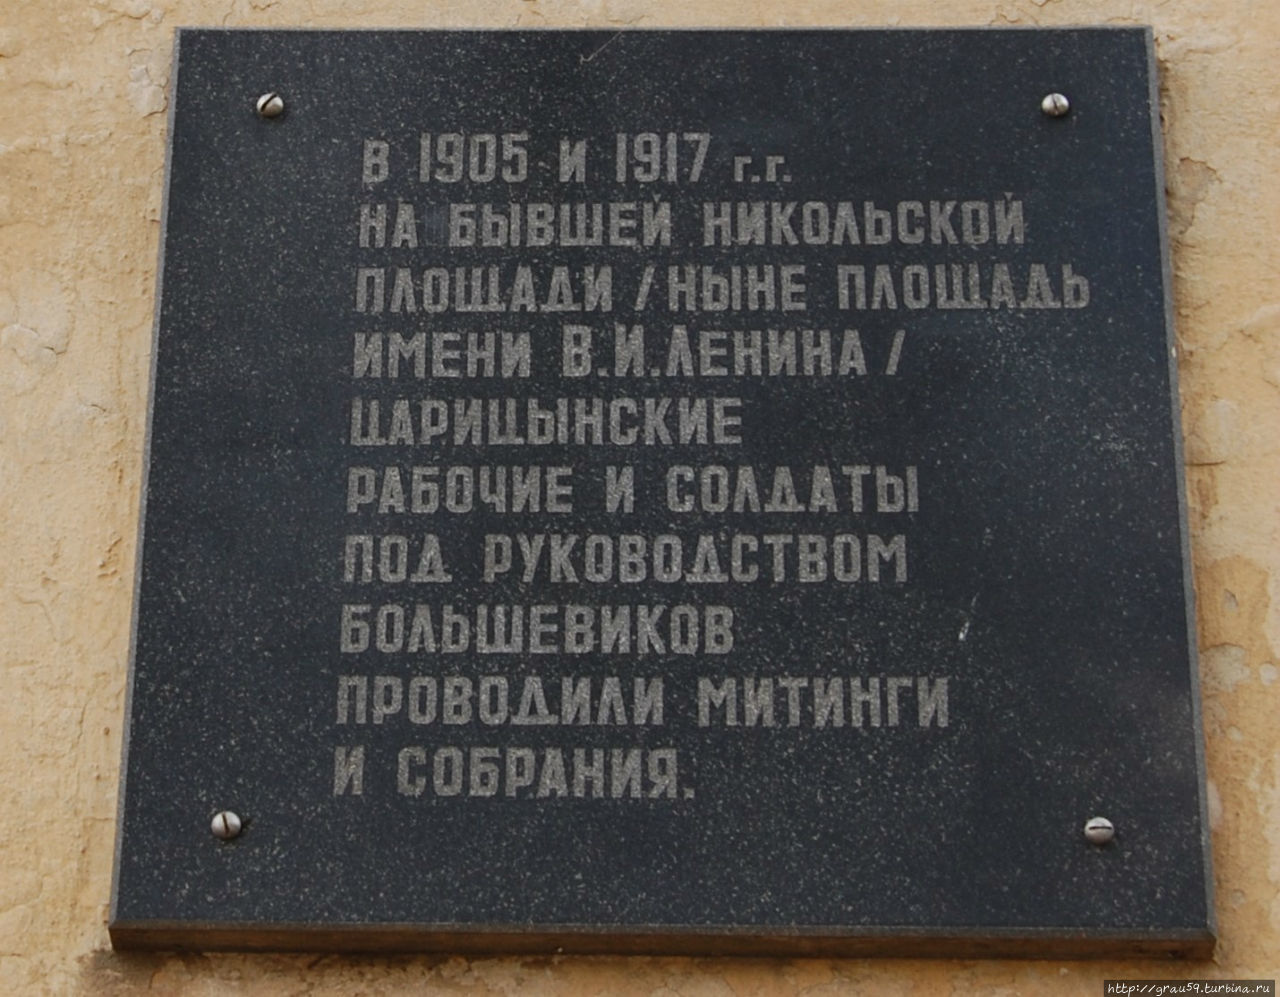 В 1905 И 1917 г.г.
НА БЫВШЕЙ НИКОЛЬСКОЙ
ПЛОЩАДИ /НЫНЕ ПЛОЩАДЬ
ИМЕНИ В.И.ЛЕНИНА/
ЦАРИЦЫНСКИЕ
РАБОЧИЕ И СОЛДАТЫ
ПОД РУКОВОДСТВОМ
БОЛЬШЕВИКОВ
ПРОВОДИЛИ МИТИНГИ
И СОБРАНИЯ.
http://grau59.turbina.ru